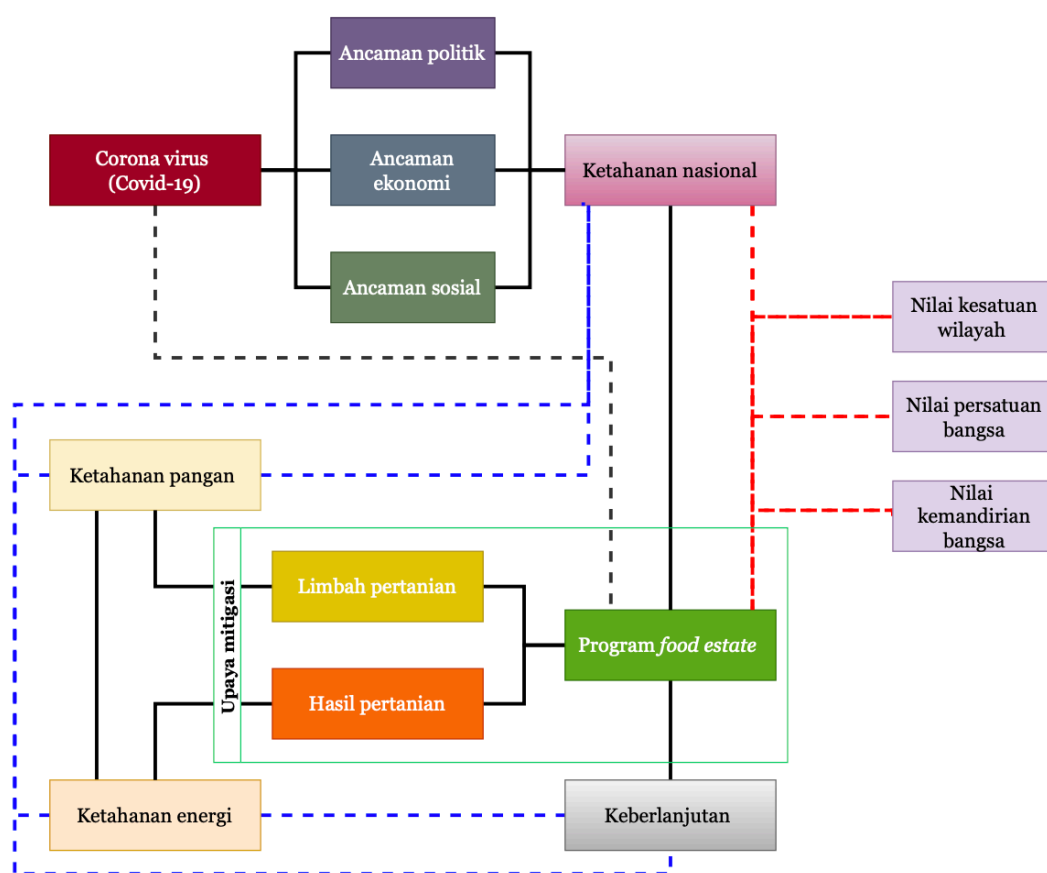 Ancaman politik
Corona virus
(Covid-19)
Ancaman
ekonomi
Ketahanan nasional
Ancaman sosial
Nilai kesatuan
wilayah
Nilai persatuan
bangsa
Nilai
kemandirian
bangsa
Ketahanan pangan
Upaya mitigasi
Limbah pertanian
Program food estate
Hasil pertanian
Ketahanan energi
Keberlanjutan